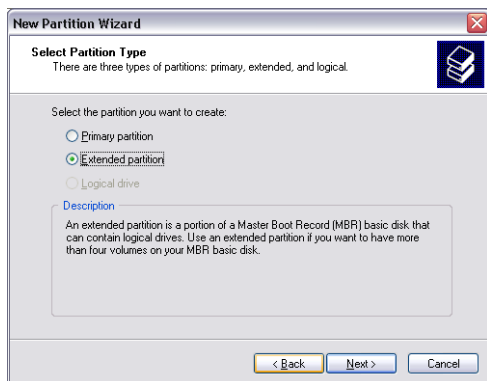 New Partition Wizard
Select Partition Type
There are three types of partitions: primary, extended, and logical.
Select the partition you want to create:
Primary partition
Extended partition
Logical drive
Description
An extended partition is a portion of a Master Boot Record (MBR) basic disk that
can contain logical drives. Use an extended partition if you want to have more
than four volumes on your MBR basic disk.
< Back Next > Cancel